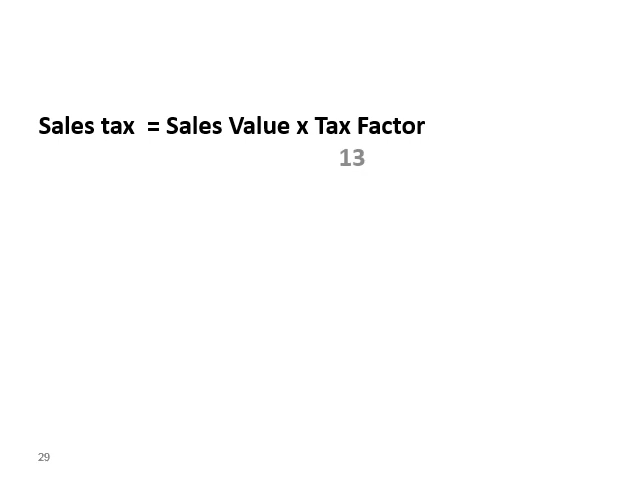 Sales tax  = Sales Value x Tax Factor
13
29